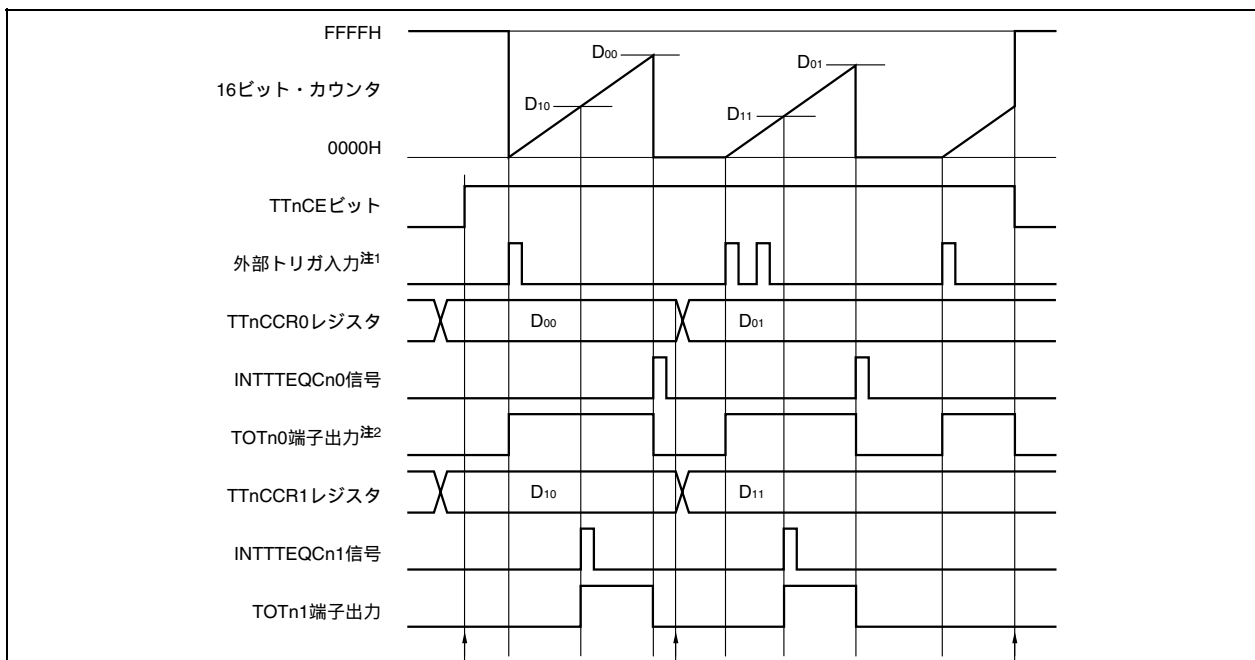 FFFFH
16ビット・カウンタ
0000H
D00
D10
D01
D11
TTnCEビット
外部トリガ入力注1
TTnCCR0レジスタ
D00
D01
INTTTEQCn0信号
TOTn0端子出力注2
TTnCCR1レジスタ
D10
D11
INTTTEQCn1信号
TOTn1端子出力